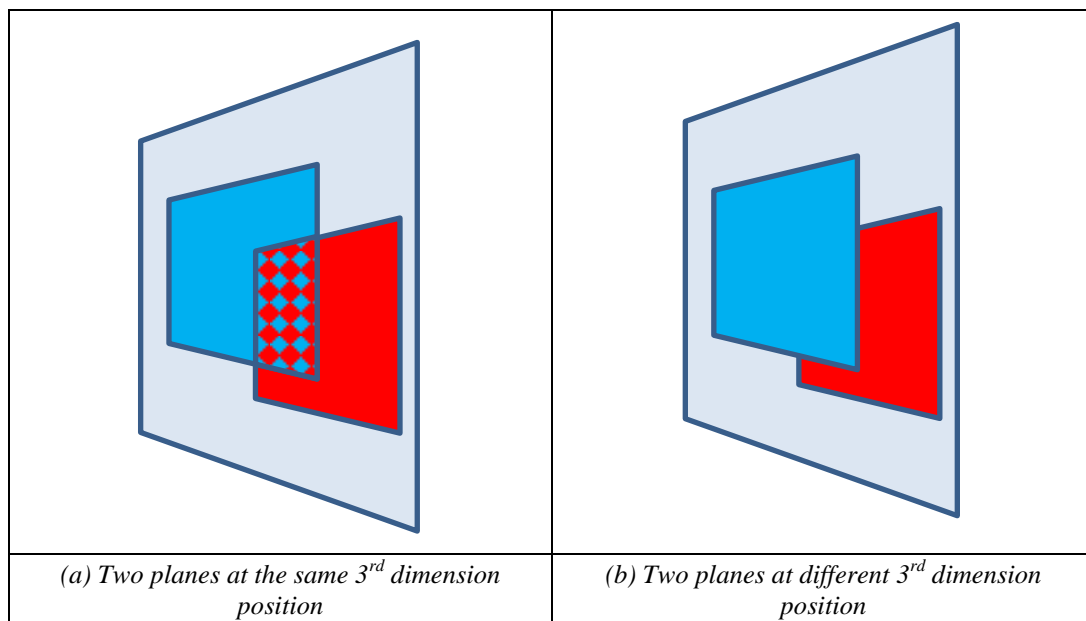 (a) Two planes at the same 3rd dimension
position
(b) Two planes at different 3rd dimension
position